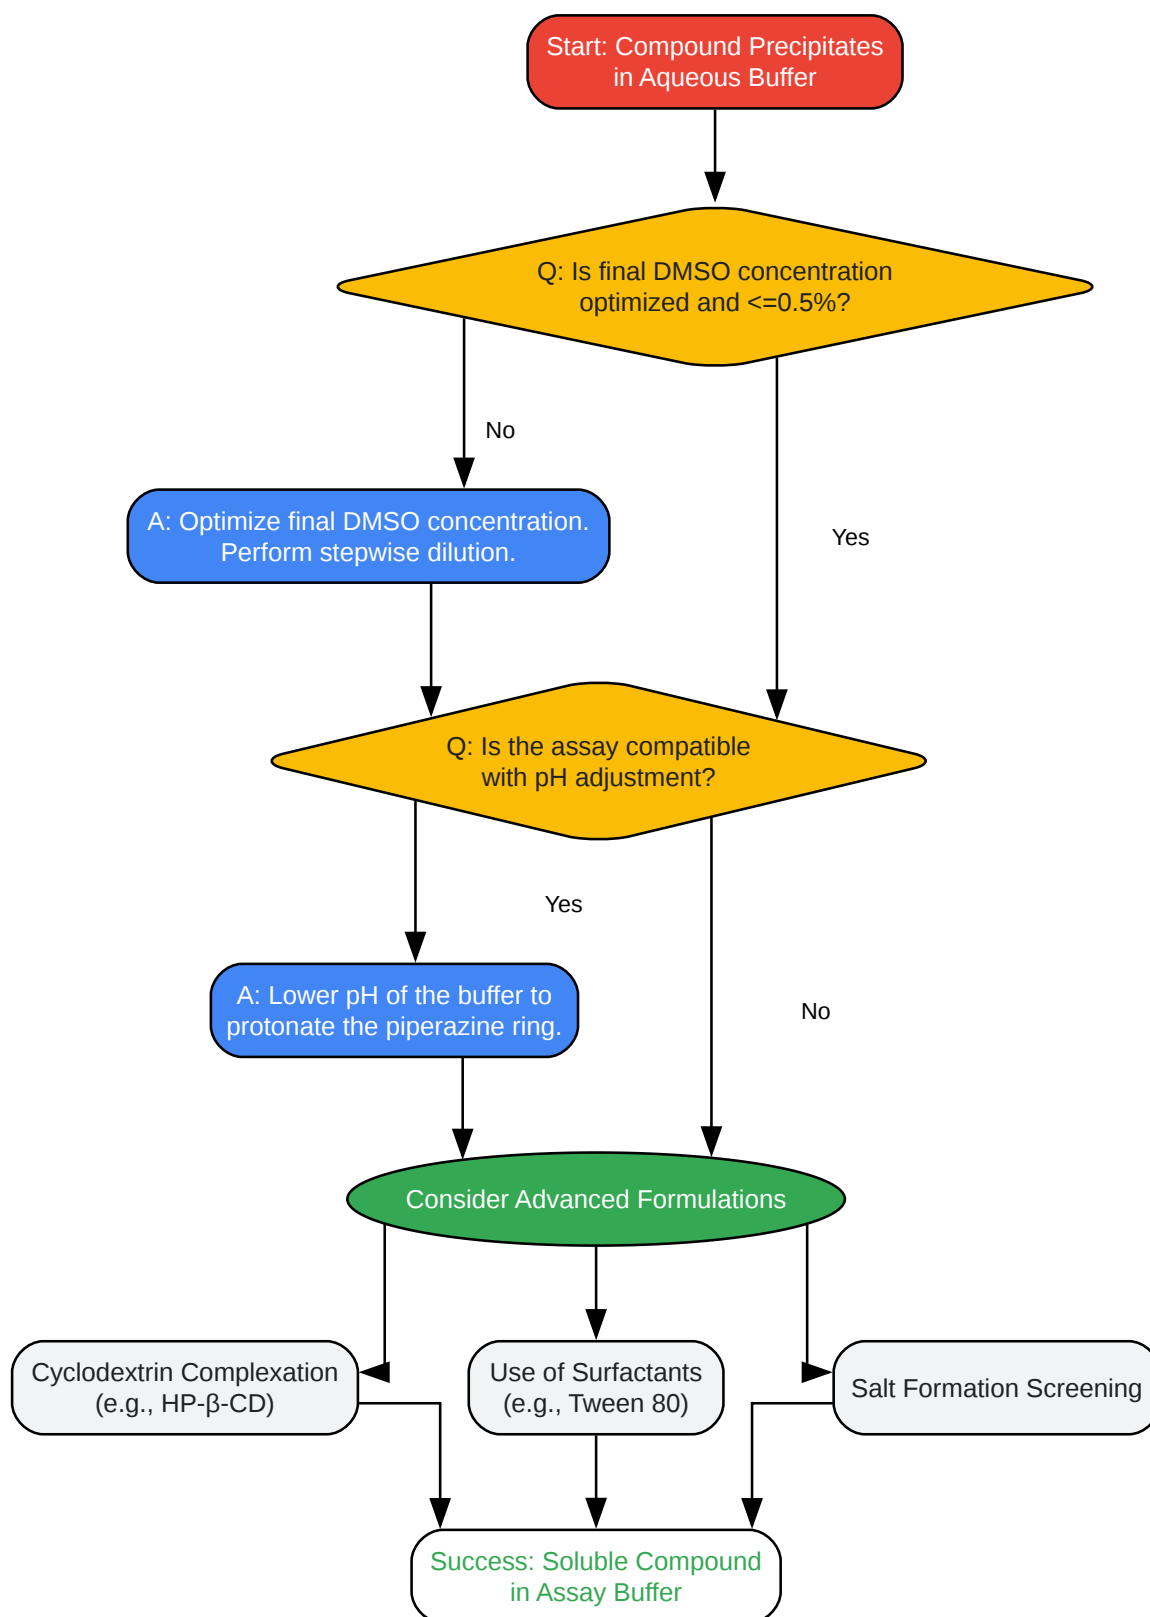 Start: Compound Precipitates
in Aqueous Buffer
Q: Is final DMSO concentration
optimized and <=0.5%?
No
A: Optimize final DMSO concentration.
Perform stepwise dilution.
Yes
Q: Is the assay compatible
with pH adjustment?
Yes
A: Lower pH of the buffer to
protonate the piperazine ring.
No
Consider Advanced Formulations
Cyclodextrin Complexation
(e.g., HP-β-CD)
Use of Surfactants
(e.g., Tween 80)
Salt Formation Screening
Success: Soluble Compound
in Assay Buffer